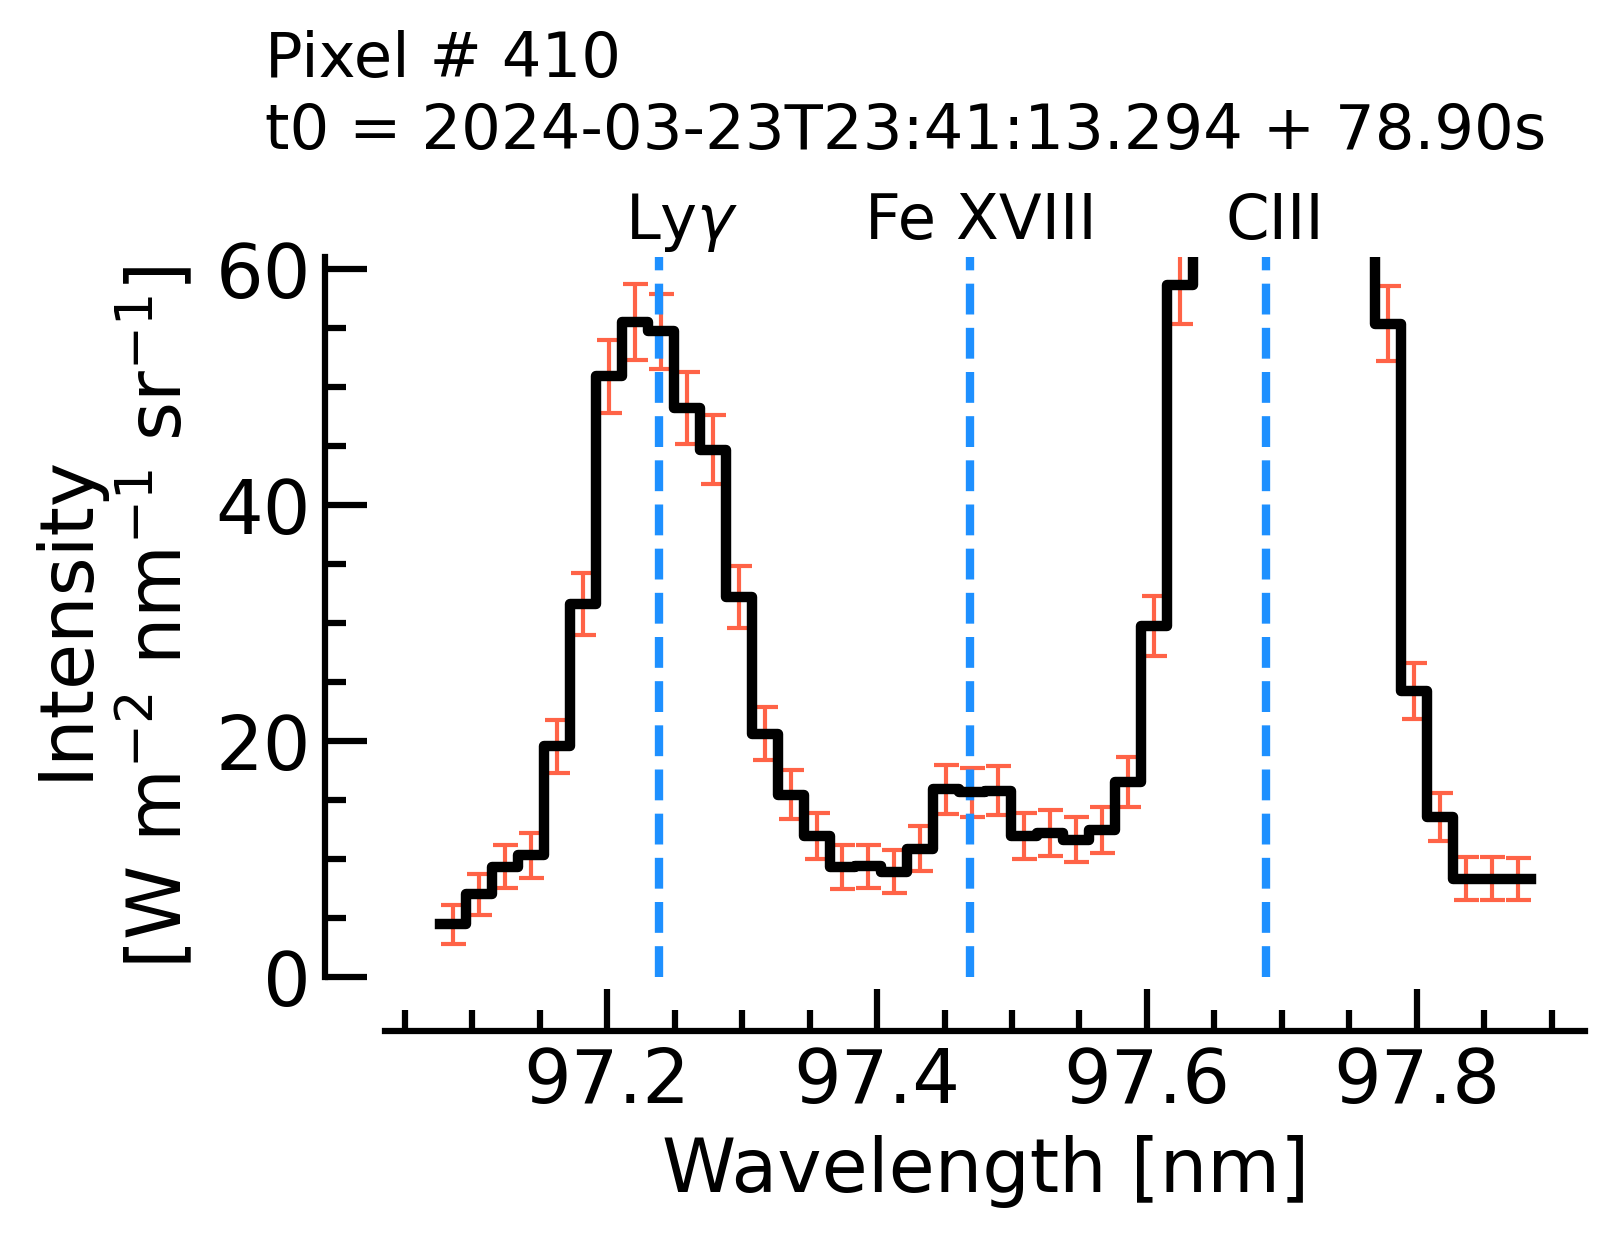 Pixel # 410
t0 = 2024-03-23T23:41:13.294 + 78.90s
Lyγ Fe XVIII CIII
60
40
20
0
Intensity
[W m⁻² nm⁻¹ sr⁻¹]
97.2 97.4 97.6 97.8
Wavelength [nm]